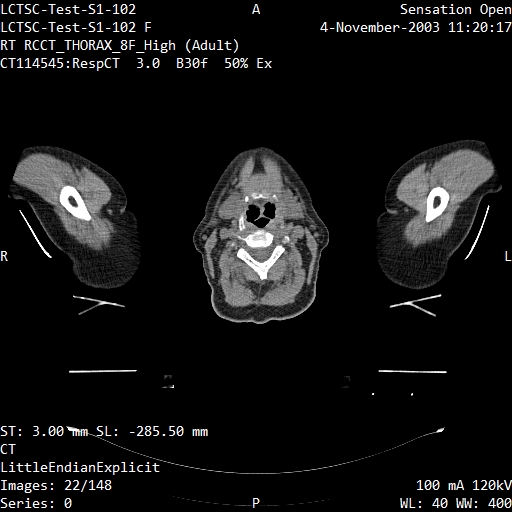 LCTSC-Test-S1-102 A Sensation Open
LCTSC-Test-S1-102 F 4-November-2003 11:20:17
RT RCCT_THORAX_8F_High (Adult)
CT114545:RespCT 3.0 B30f 50% Ex
R L
ST: 3.00 mm SL: -285.50 mm
CT
LittleEndianExplicit
Images: 22/148 100 mA 120kV
Series: 0 P WL: 40 WW: 400